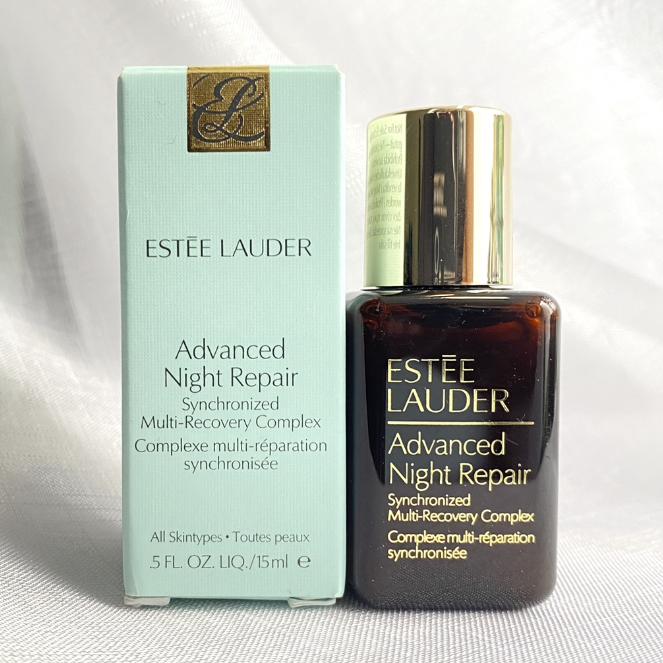 EL
ESTĒE LAUDER
Advanced
Night Repair
Synchronized
Multi-Recovery Complex
Complexe multi-réparation
synchronisée
All Skintypes • Toutes peaux
.5 FL. OZ. LIQ./15ml ℮
ESTĒE
LAUDER
Advanced
Night Repair
Synchronized
Multi-Recovery Complex
Complexe multi-réparation
synchronisée